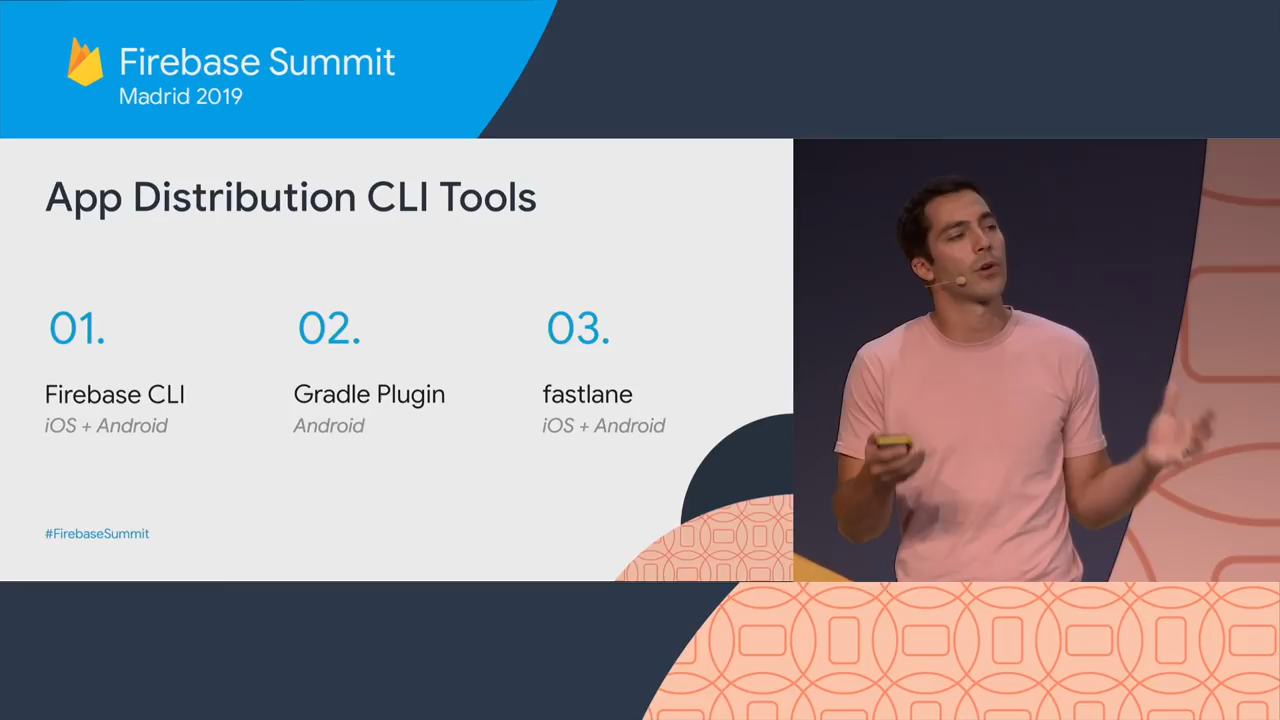 Firebase Summit
Madrid 2019
App Distribution CLI Tools
01.
02.
03.
Firebase CLI
Gradle Plugin
fastlane
iOS + Android
Android
iOS + Android
#FirebaseSummit